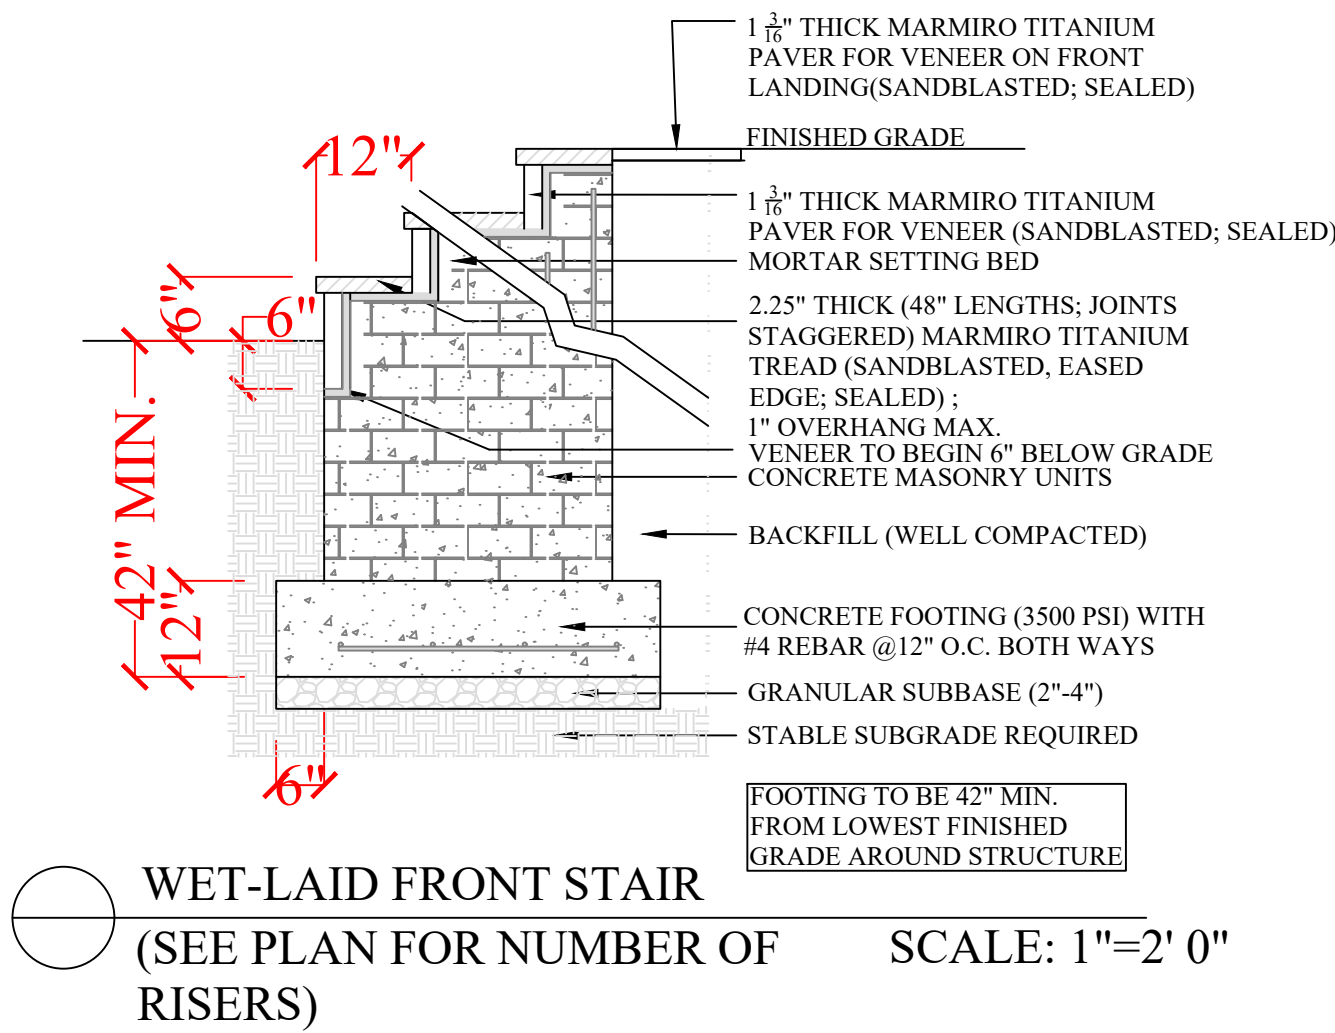 1 3/16" THICK MARMIRO TITANIUM
PAVER FOR VENEER ON FRONT
LANDING(SANDBLASTED; SEALED)
FINISHED GRADE
12"
1 3/16" THICK MARMIRO TITANIUM
PAVER FOR VENEER (SANDBLASTED; SEALED)
MORTAR SETTING BED
6"
6"
2.25" THICK (48" LENGTHS; JOINTS
STAGGERED) MARMIRO TITANIUM
TREAD (SANDBLASTED, EASED
EDGE; SEALED) ;
1" OVERHANG MAX.
VENEER TO BEGIN 6" BELOW GRADE
CONCRETE MASONRY UNITS
42" MIN.
BACKFILL (WELL COMPACTED)
12"
CONCRETE FOOTING (3500 PSI) WITH
#4 REBAR @12" O.C. BOTH WAYS
GRANULAR SUBBASE (2"-4")
STABLE SUBGRADE REQUIRED
6"
FOOTING TO BE 42" MIN.
FROM LOWEST FINISHED
GRADE AROUND STRUCTURE
WET-LAID FRONT STAIR
(SEE PLAN FOR NUMBER OF
RISERS)
SCALE: 1"=2' 0"